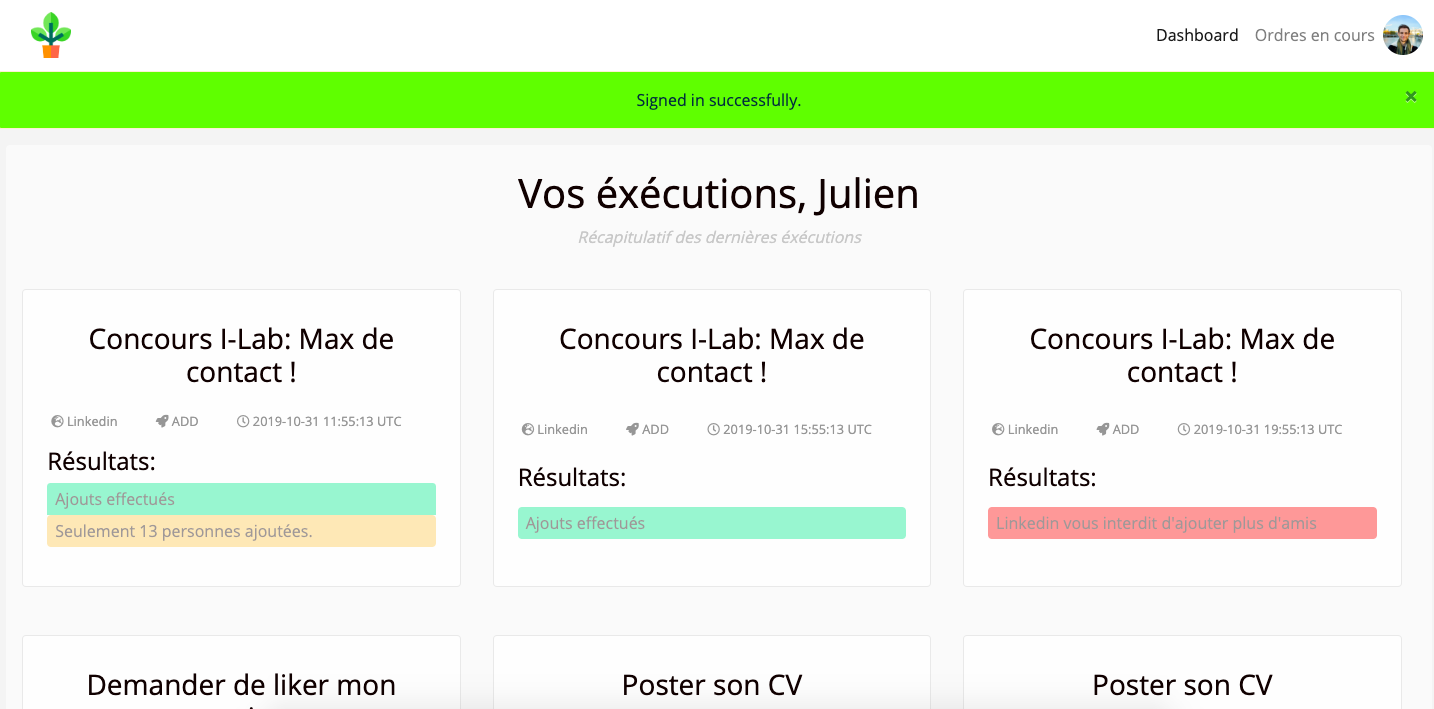 Dashboard Ordres en cours
Signed in successfully. ×
Vos éxécutions, Julien
Récapitulatif des dernières éxécutions
Concours I-Lab: Max de
contact !
Linkedin ADD 2019-10-31 11:55:13 UTC
Résultats:
Ajouts effectués
Seulement 13 personnes ajoutées.
Concours I-Lab: Max de
contact !
Linkedin ADD 2019-10-31 15:55:13 UTC
Résultats:
Ajouts effectués
Concours I-Lab: Max de
contact !
Linkedin ADD 2019-10-31 19:55:13 UTC
Résultats:
Linkedin vous interdit d'ajouter plus d'amis
Demander de liker mon
Poster son CV
Poster son CV